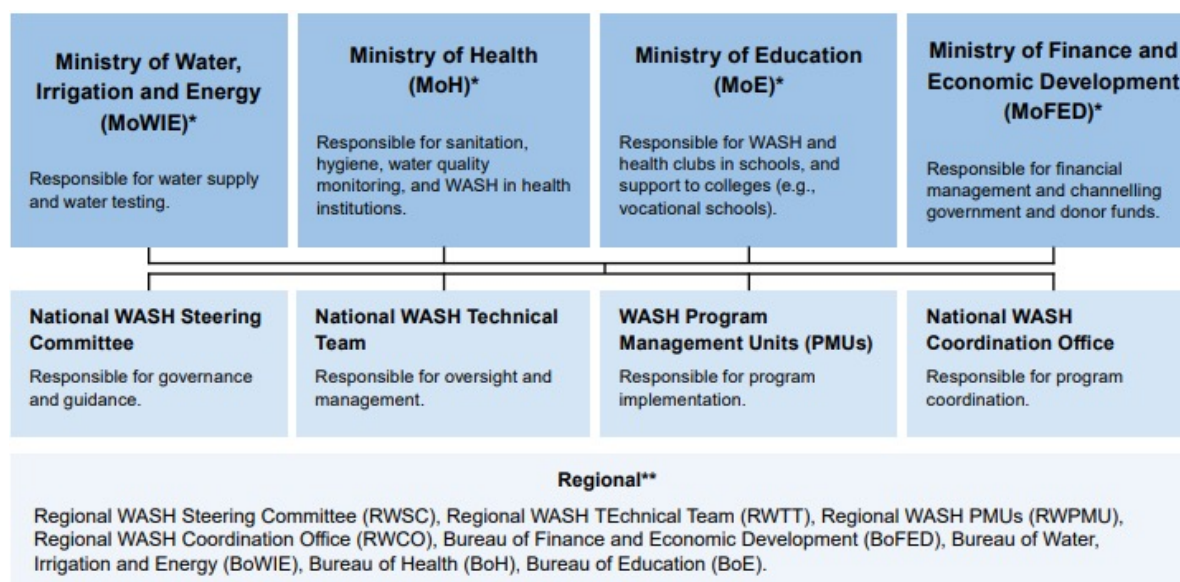 Ministry of Water,
Irrigation and Energy
(MoWIE)*
Responsible for water supply
and water testing.
Ministry of Health
(MoH)*
Responsible for sanitation,
hygiene, water quality
monitoring, and WASH in health
institutions.
Ministry of Education
(MoE)*
Responsible for WASH and
health clubs in schools, and
support to colleges (e.g.,
vocational schools).
Ministry of Finance and
Economic Development
(MoFED)*
Responsible for financial
management and channelling
government and donor funds.
National WASH Steering
Committee
Responsible for governance
and guidance.
National WASH Technical
Team
Responsible for oversight and
management.
WASH Program
Management Units (PMUs)
Responsible for program
implementation.
National WASH
Coordination Office
Responsible for program
coordination.
Regional**
Regional WASH Steering Committee (RWSC), Regional WASH TEchnical Team (RWTT), Regional WASH PMUs (RWPMU),
Regional WASH Coordination Office (RWCO), Bureau of Finance and Economic Development (BoFED), Bureau of Water,
Irrigation and Energy (BoWIE), Bureau of Health (BoH), Bureau of Education (BoE).